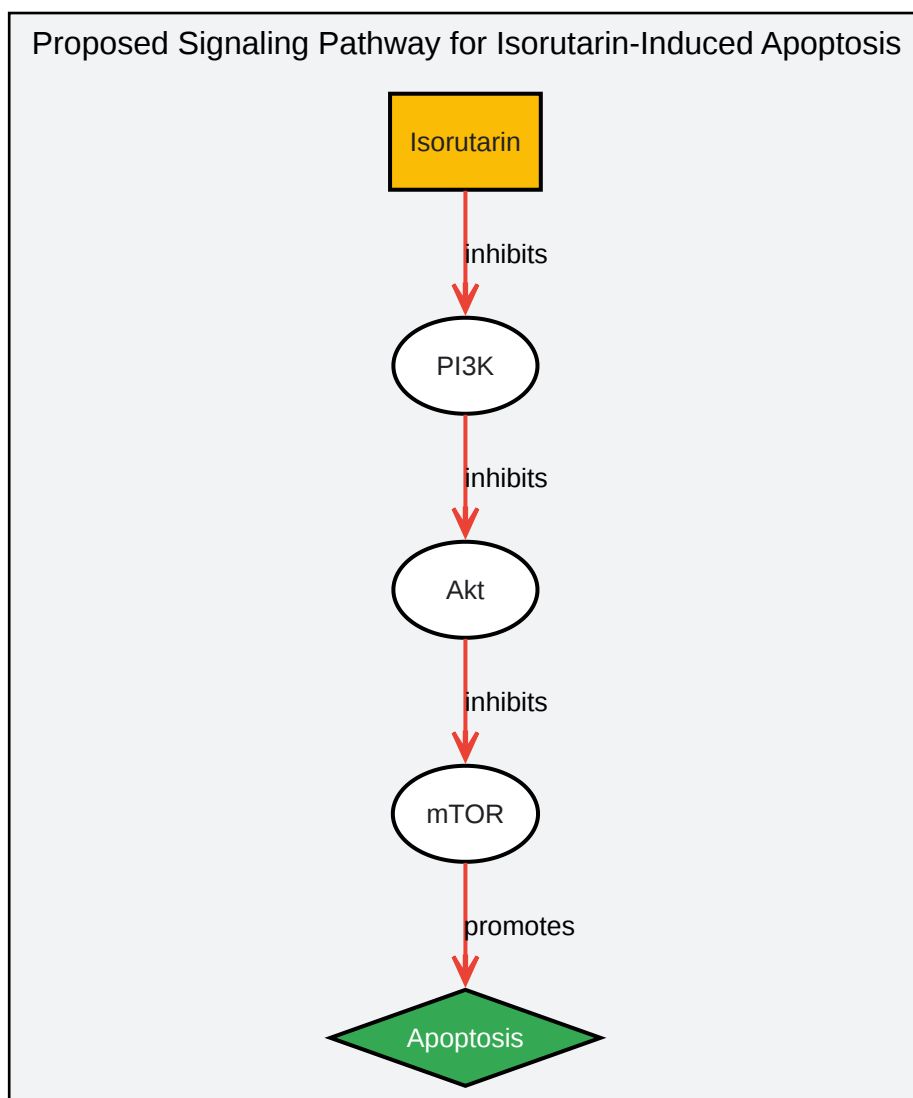 Proposed Signaling Pathway for Isorutarin-Induced Apoptosis
Isorutarin
inhibits
PI3K
inhibits
Akt
inhibits
mTOR
promotes
Apoptosis